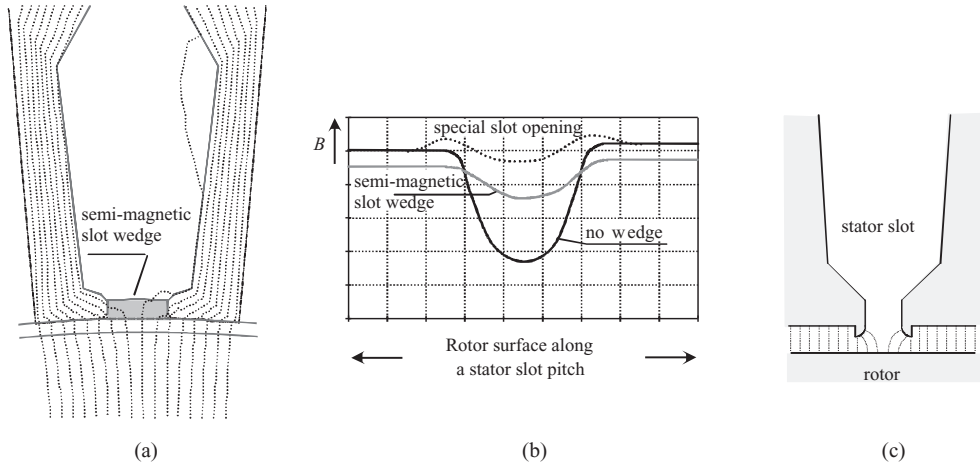 semi-magnetic
slot wedge
(a)
B
special slot opening
semi-magnetic
slot wedge
no wedge
Rotor surface along
a stator slot pitch
(b)
stator slot
rotor
(c)